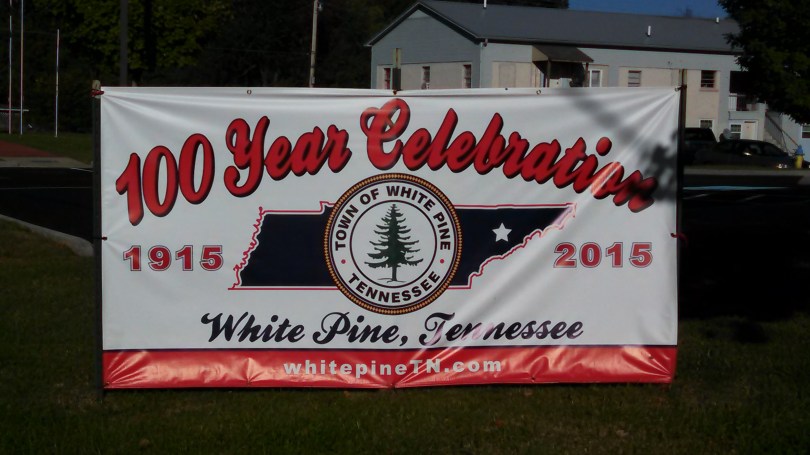 100 Year Celebration
TOWN OF WHITE PINE
TENNESSEE
1915
2015
White Pine, Tennessee
whitepineTN.com